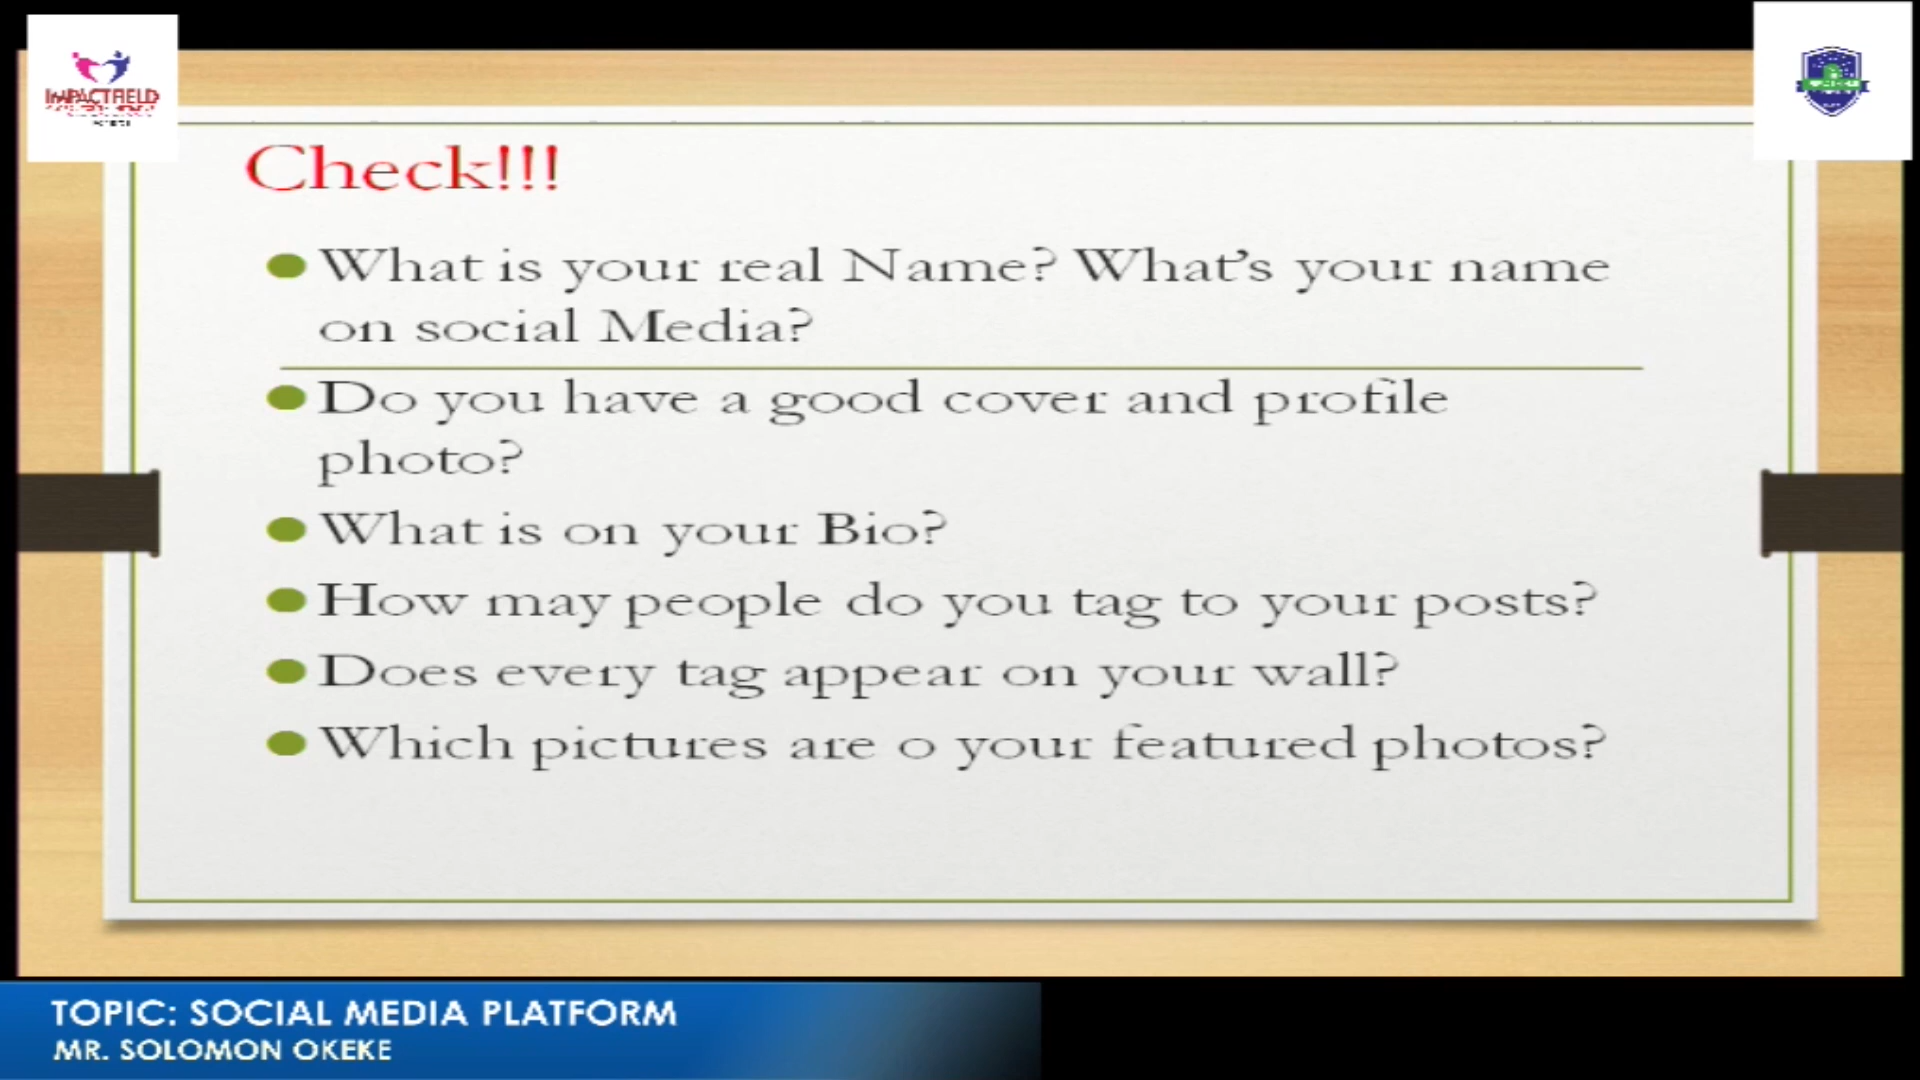 IMPACTFIELD
Check!!!
What is your real Name? What's your name
on social Media?
Do you have a good cover and profile
photo?
What is on your Bio?
How may people do you tag to your posts?
Does every tag appear on your wall?
Which pictures are o your featured photos?
TOPIC: SOCIAL MEDIA PLATFORM
MR. SOLOMON OKEKE